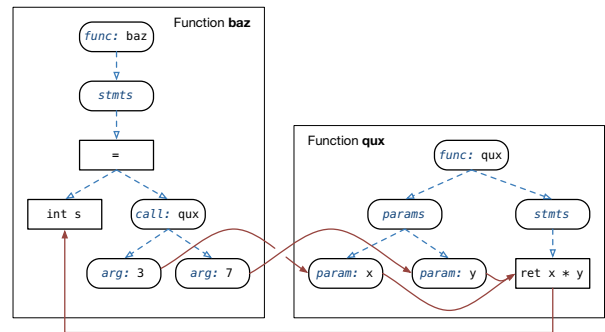 Function baz
func: baz
stmts
=
int s
call: qux
arg: 3
arg: 7
Function qux
func: qux
params
stmts
param: x
param: y
ret x * y